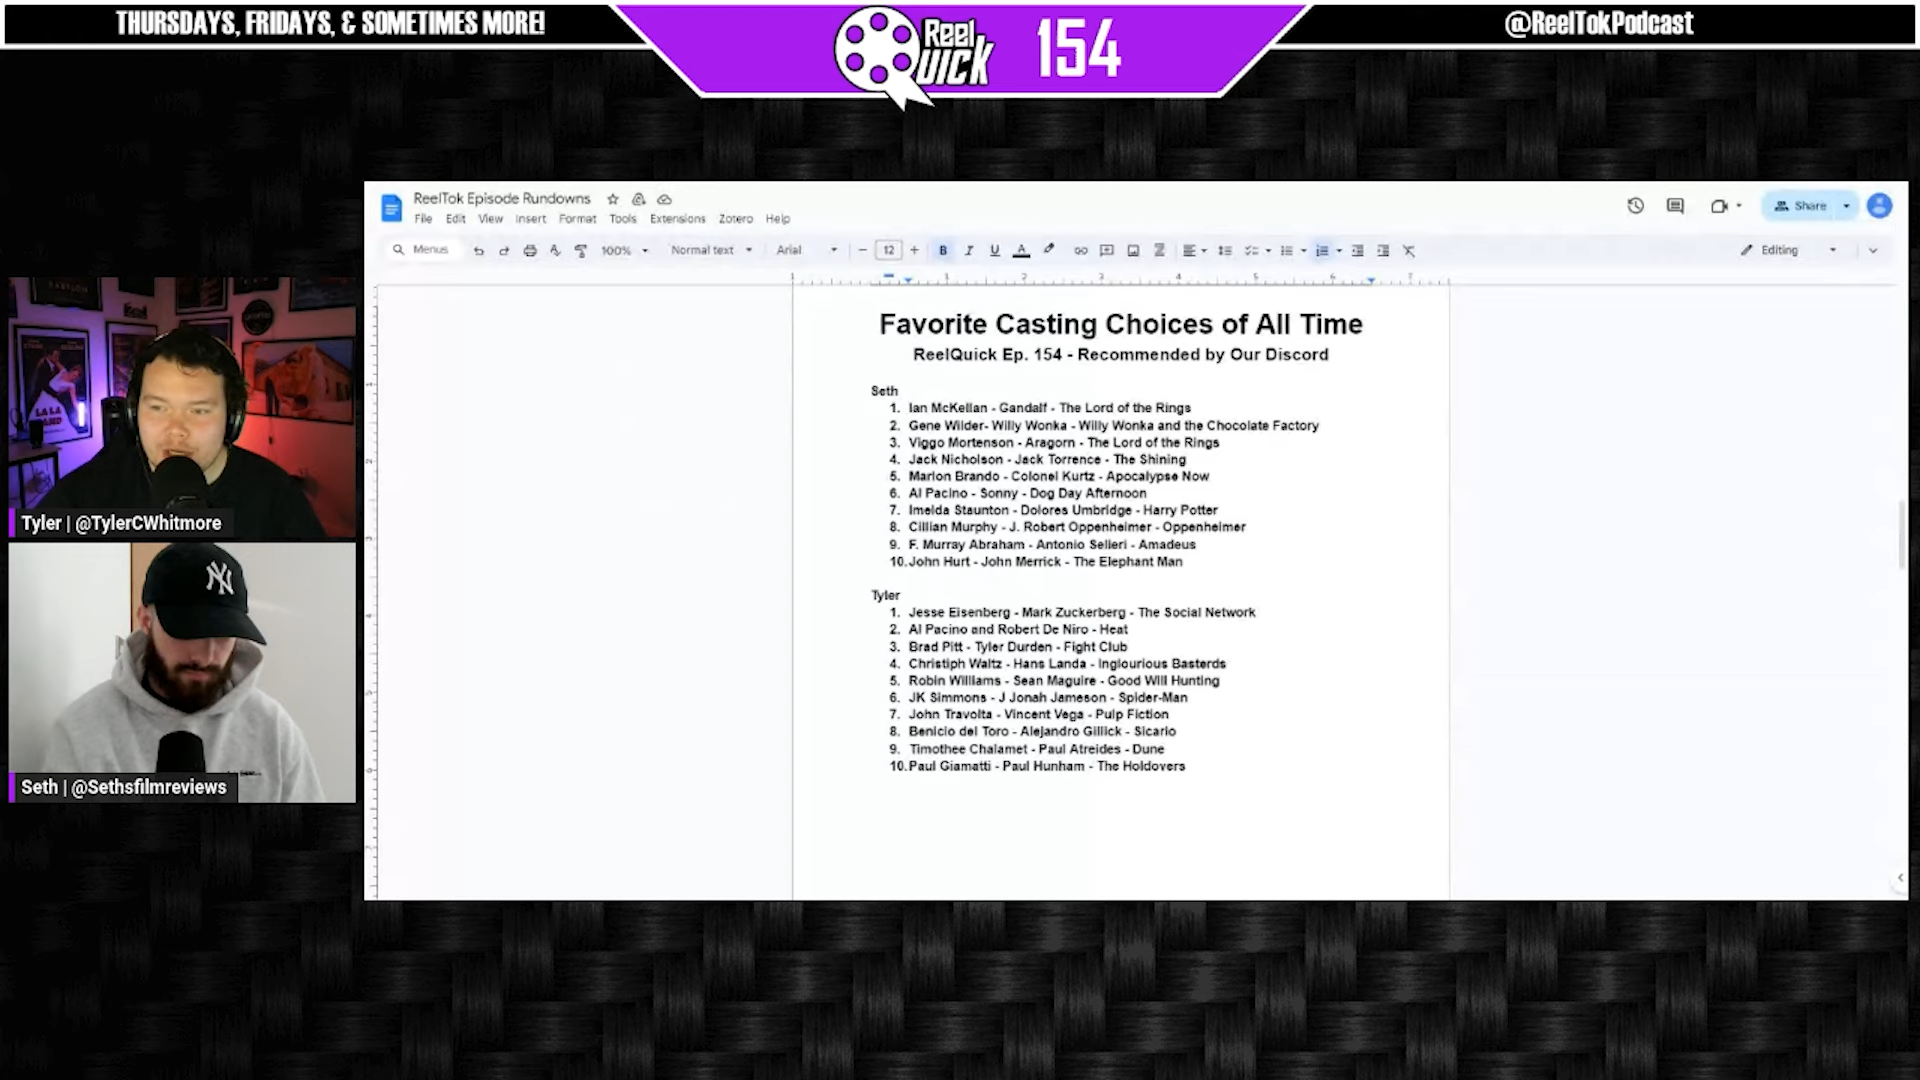 THURSDAYS, FRIDAYS, & SOMETIMES MORE!
Reel
QUICK
154
@ReelTokPodcast
ReelTok Episode Rundowns
File Edit View Insert Format Tools Extensions Zotero Help
Share
Menus
100%
Normal text
Arial
12
Editing
Favorite Casting Choices of All Time
ReelQuick Ep. 154 - Recommended by Our Discord
Seth
1. Ian McKellan - Gandalf - The Lord of the Rings
2. Gene Wilder- Willy Wonka - Willy Wonka and the Chocolate Factory
3. Viggo Mortenson - Aragorn - The Lord of the Rings
4. Jack Nicholson - Jack Torrence - The Shining
5. Marlon Brando - Colonel Kurtz - Apocalypse Now
6. Al Pacino - Sonny - Dog Day Afternoon
7. Imelda Staunton - Dolores Umbridge - Harry Potter
8. Cillian Murphy - J. Robert Oppenheimer - Oppenheimer
9. F. Murray Abraham - Antonio Selieri - Amadeus
10. John Hurt - John Merrick - The Elephant Man
Tyler
1. Jesse Eisenberg - Mark Zuckerberg - The Social Network
2. Al Pacino and Robert De Niro - Heat
3. Brad Pitt - Tyler Durden - Fight Club
4. Christiph Waltz - Hans Landa - Inglourious Basterds
5. Robin Williams - Sean Maguire - Good Will Hunting
6. JK Simmons - J Jonah Jameson - Spider-Man
7. John Travolta - Vincent Vega - Pulp Fiction
8. Benicio del Toro - Alejandro Gillick - Sicario
9. Timothee Chalamet - Paul Atreides - Dune
10. Paul Giamatti - Paul Hunham - The Holdovers
BABYLON
LA LA
LAND
Tyler | @TylerCWhitmore
NY
Seth | @Sethsfilmreviews